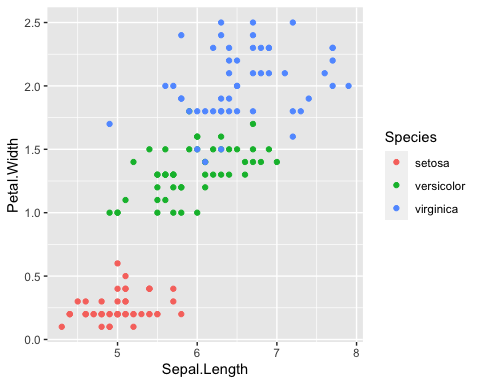 2.5
2.0
1.5
1.0
0.5
0.0
Petal.Width
5 6 7 8
Sepal.Length
Species
setosa
versicolor
virginica